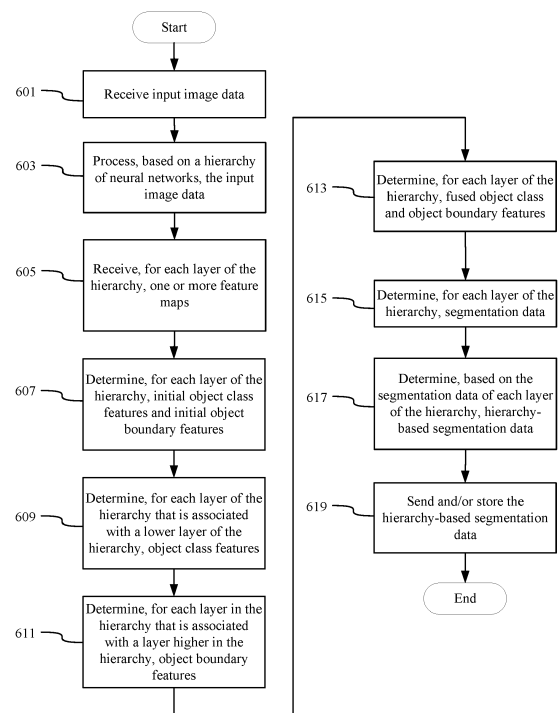 Start
601
Receive input image data
603
Process, based on a hierarchy
of neural networks, the input
image data
605
Receive, for each layer of the
hierarchy, one or more feature
maps
607
Determine, for each layer of the
hierarchy, initial object class
features and initial object
boundary features
609
Determine, for each layer of the
hierarchy that is associated
with a lower layer of the
hierarchy, object class features
611
Determine, for each layer in the
hierarchy that is associated
with a layer higher in the
hierarchy, object boundary
features
613
Determine, for each layer of the
hierarchy, fused object class
and object boundary features
615
Determine, for each layer of the
hierarchy, segmentation data
617
Determine, based on the
segmentation data of each layer
of the hierarchy, hierarchy-
based segmentation data
619
Send and/or store the
hierarchy-based segmentation
data
End